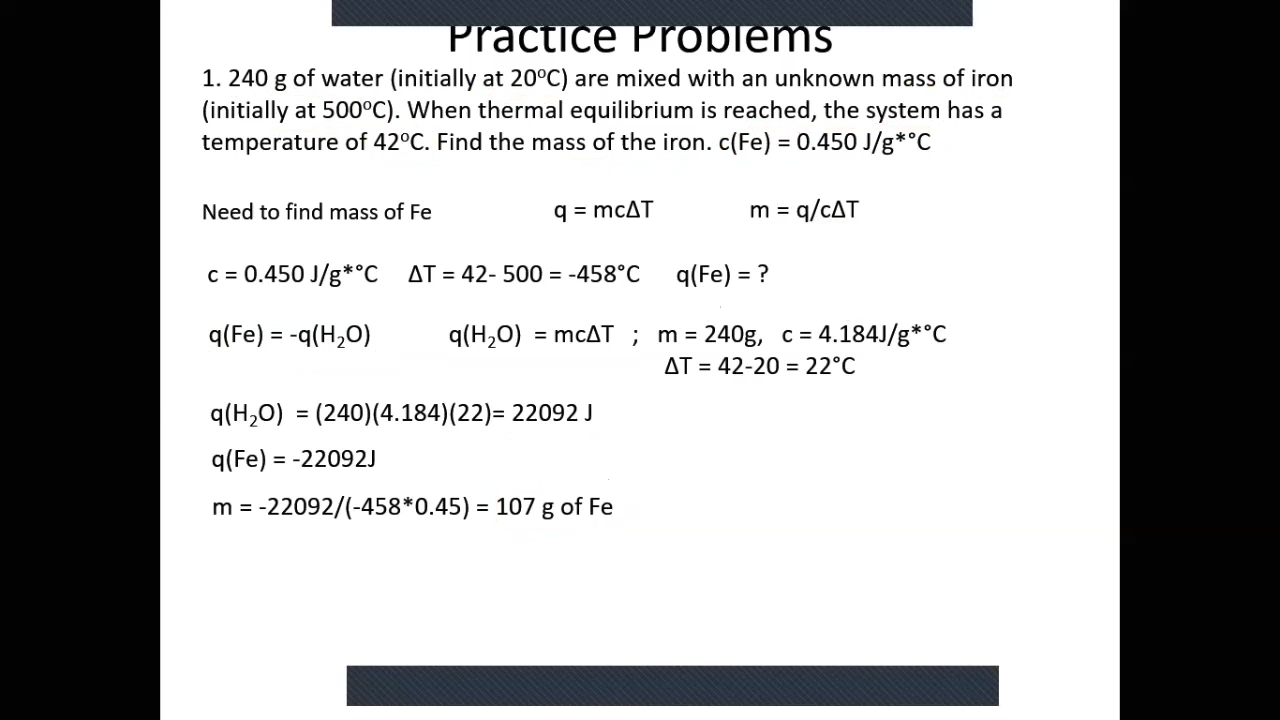 Practice Problems
1. 240 g of water (initially at 20°C) are mixed with an unknown mass of iron
(initially at 500°C). When thermal equilibrium is reached, the system has a
temperature of 42°C. Find the mass of the iron. c(Fe) = 0.450 J/g*°C
Need to find mass of Fe q = mcΔT m = q/cΔT
c = 0.450 J/g*°C ΔT = 42- 500 = -458°C q(Fe) = ?
q(Fe) = -q(H₂O) q(H₂O) = mcΔT ; m = 240g, c = 4.184J/g*°C
ΔT = 42-20 = 22°C
q(H₂O) = (240)(4.184)(22)= 22092 J
q(Fe) = -22092J
m = -22092/(-458*0.45) = 107 g of Fe